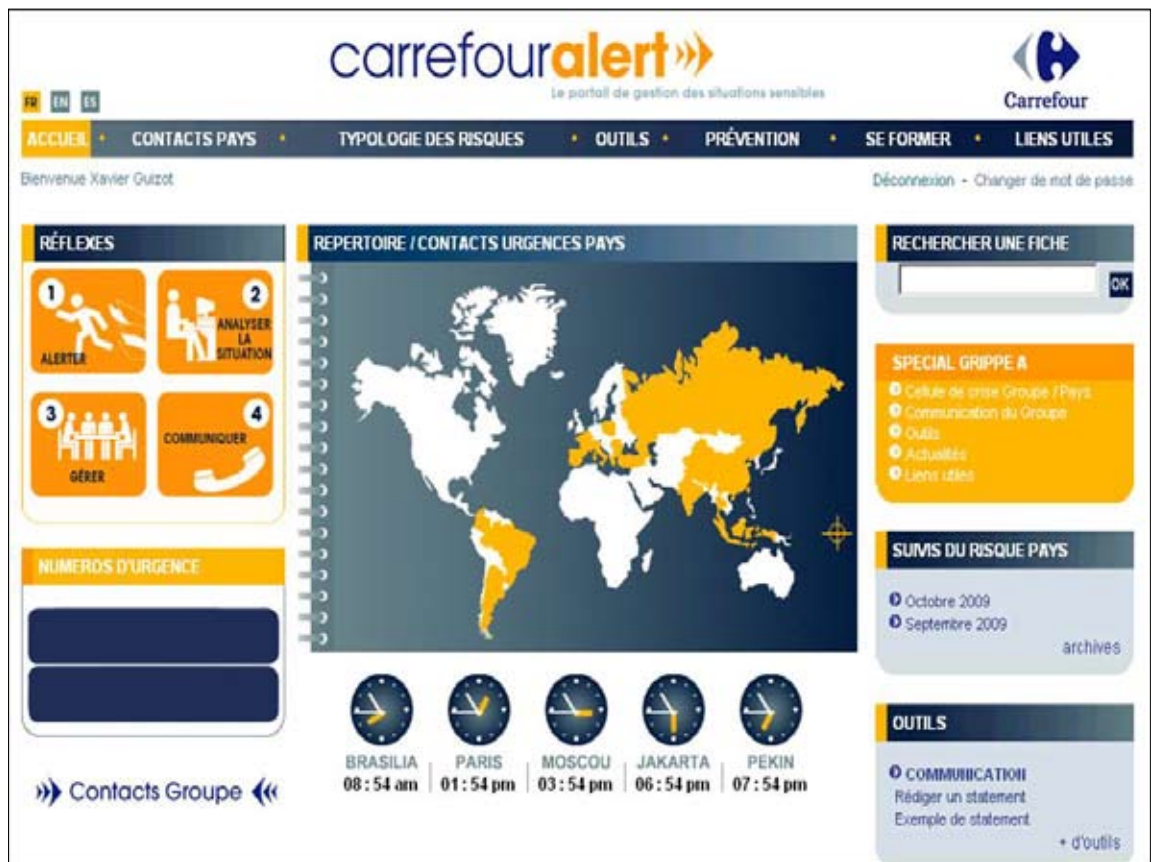 carrefouralert
Le portail de gestion des situations sensibles
Carrefour
FR EN ES
ACCUEIL • CONTACTS PAYS • TYPOLOGIE DES RISQUES • OUTILS • PRÉVENTION • SE FORMER • LIENS UTILES
Bienvenue Xavier Guizot
Déconnexion - Changer de mot de passe
RÉFLEXES
1
ALERTER
2
ANALYSER
LA
SITUATION
3
GÉRER
4
COMMUNIQUER
NUMEROS D'URGENCE
Contacts Groupe
REPERTOIRE / CONTACTS URGENCES PAYS
BRASILIA
08 : 54 am
PARIS
01 : 54 pm
MOSCOU
03 : 54 pm
JAKARTA
06 : 54 pm
PEKIN
07 : 54 pm
RECHERCHER UNE FICHE
OK
SPECIAL GRIPPE A
Cellule de crise Groupe / Pays
Communication du Groupe
Outils
Actualités
Liens utiles
SUIVIS DU RISQUE PAYS
Octobre 2009
Septembre 2009
archives
OUTILS
COMMUNICATION
Rédiger un statement
Exemple de statement
+ d'outils